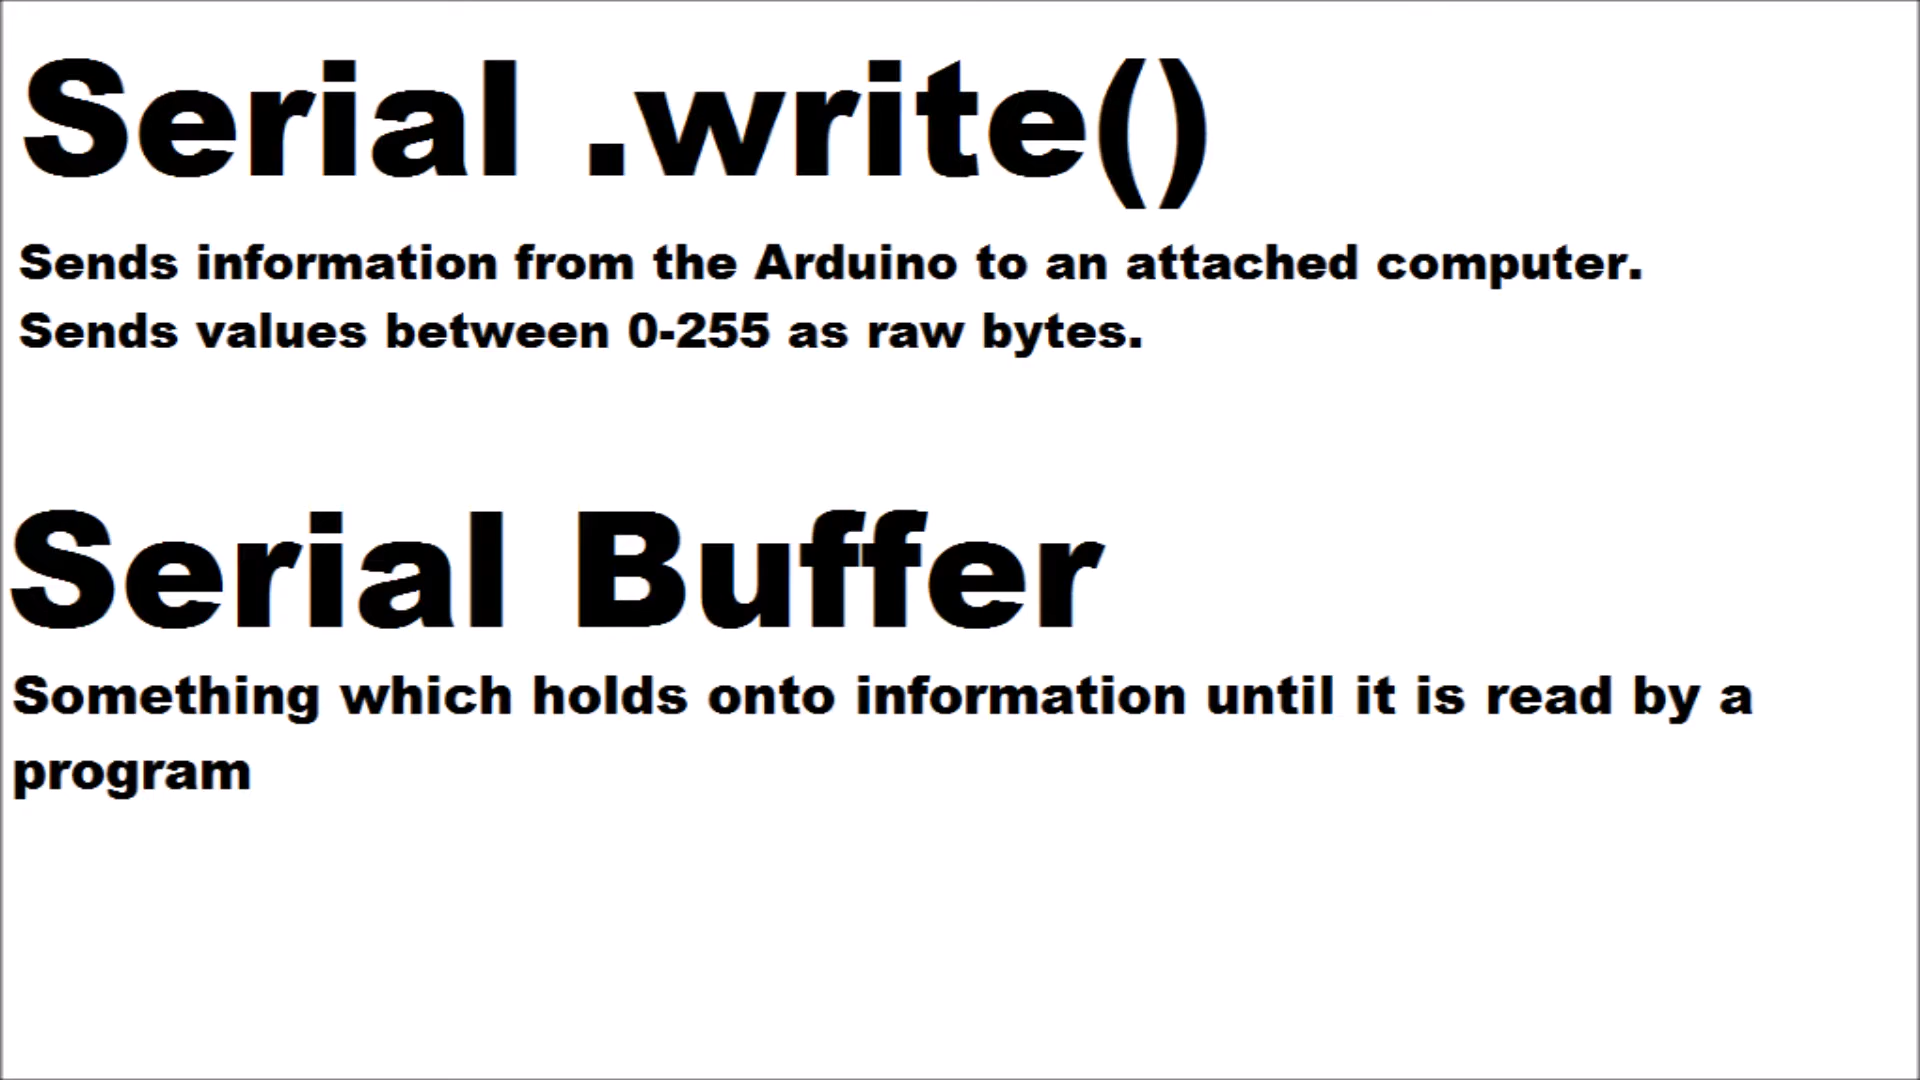 Serial .write()
Sends information from the Arduino to an attached computer.
Sends values between 0-255 as raw bytes.
Serial Buffer
Something which holds onto information until it is read by a
program